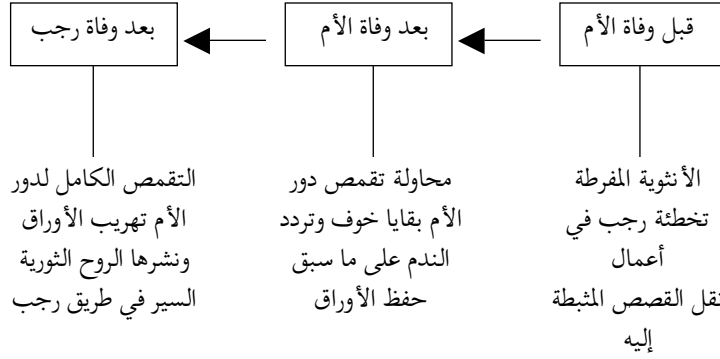 قبل وفاة الأم
بعد وفاة الأم
بعد وفاة رجب
الأنثوية المفرطة
تخطئة رجب في
أعمال
نقل القصص المثبطة
إليه
محاولة تقمص دور
الأم بقايا خوف وتردد
الندم على ما سبق
حفظ الأوراق
التقمص الكامل لدور
الأم تهريب الأوراق
ونشرها الروح الثورية
السير في طريق رجب